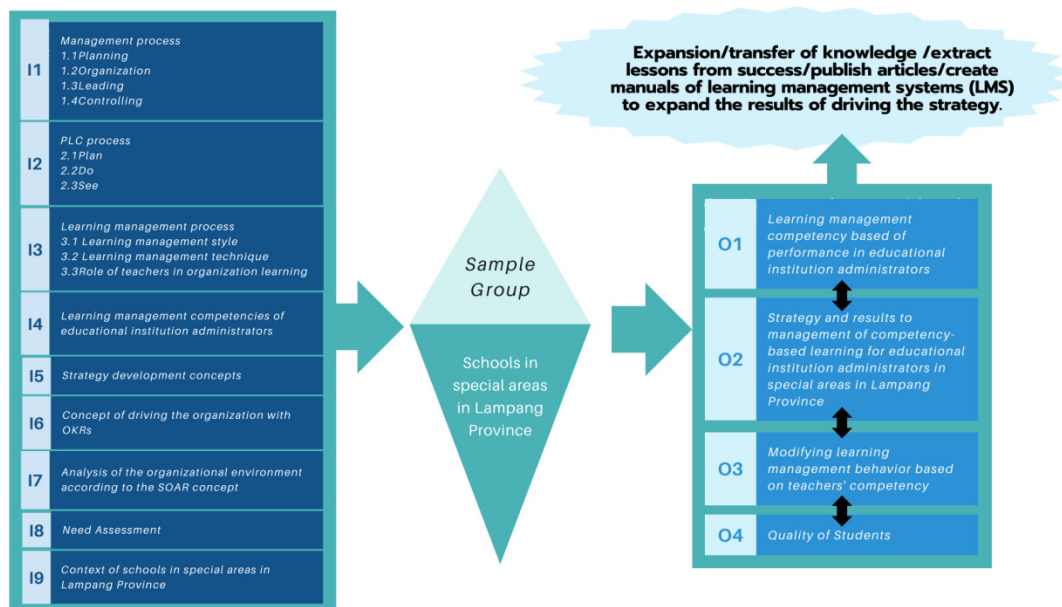 I1
Management process
1.1Planning
1.2Organization
1.3Leading
1.4Controlling
I2
PLC process
2.1Plan
2.2Do
2.3See
I3
Learning management process
3.1 Learning management style
3.2 Learning management technique
3.3Role of teachers in organization learning
I4
Learning management competencies of
educational institution administrators
I5
Strategy development concepts
I6
Concept of driving the organization with
OKRs
I7
Analysis of the organizational environment
according to the SOAR concept
I8
Need Assessment
I9
Context of schools in special areas in
Lampang Province
Sample
Group
Schools in
special areas
in Lampang
Province
Expansion/transfer of knowledge /extract
lessons from success/publish articles/create
manuals of learning management systems (LMS)
to expand the results of driving the strategy.
O1
Learning management
competency based of
performance in educational
institution administrators
O2
Strategy and results to
management of competency-
based learning for educational
institution administrators in
special areas in Lampang
Province
O3
Modifying learning
management behavior based
on teachers' competency
O4
Quality of Students